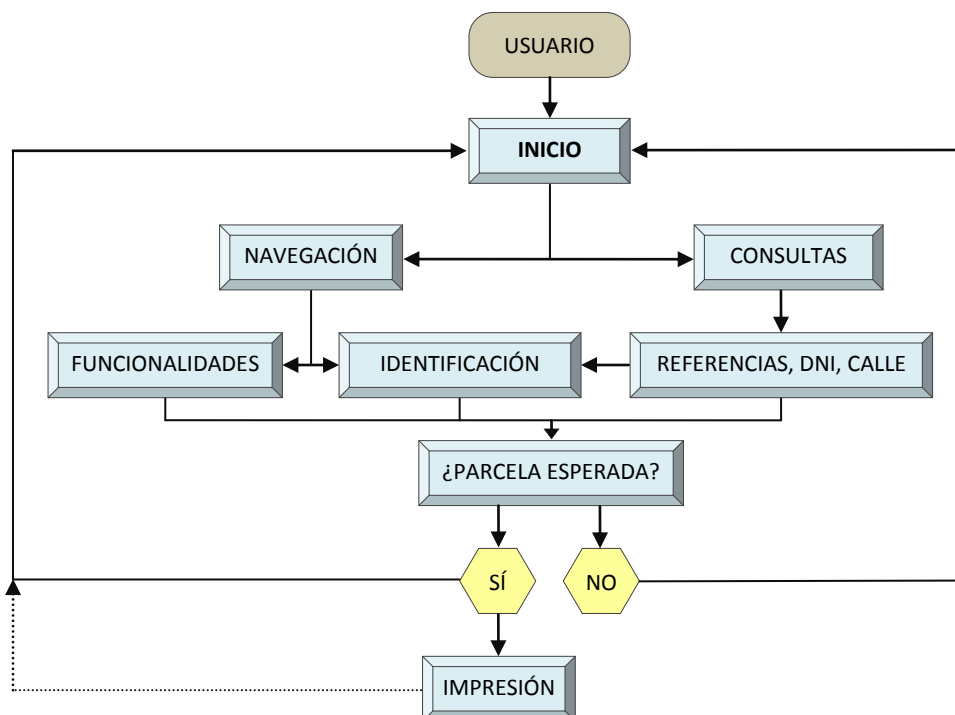 USUARIO
INICIO
NAVEGACIÓN
CONSULTAS
FUNCIONALIDADES
IDENTIFICACIÓN
REFERENCIAS, DNI, CALLE
¿PARCELA ESPERADA?
SÍ
NO
IMPRESIÓN